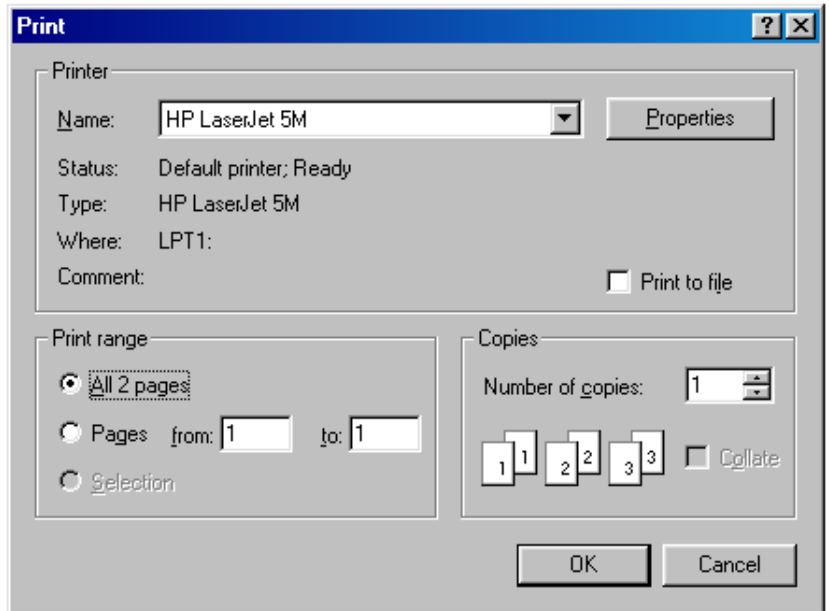 Print
Printer
Name: HP LaserJet 5M Properties
Status: Default printer; Ready
Type: HP LaserJet 5M
Where: LPT1:
Comment:
Print to file
Print range
All 2 pages
Pages from: 1 to: 1
Selection
Copies
Number of copies: 1
1 1 2 2 3 3 Collate
OK Cancel